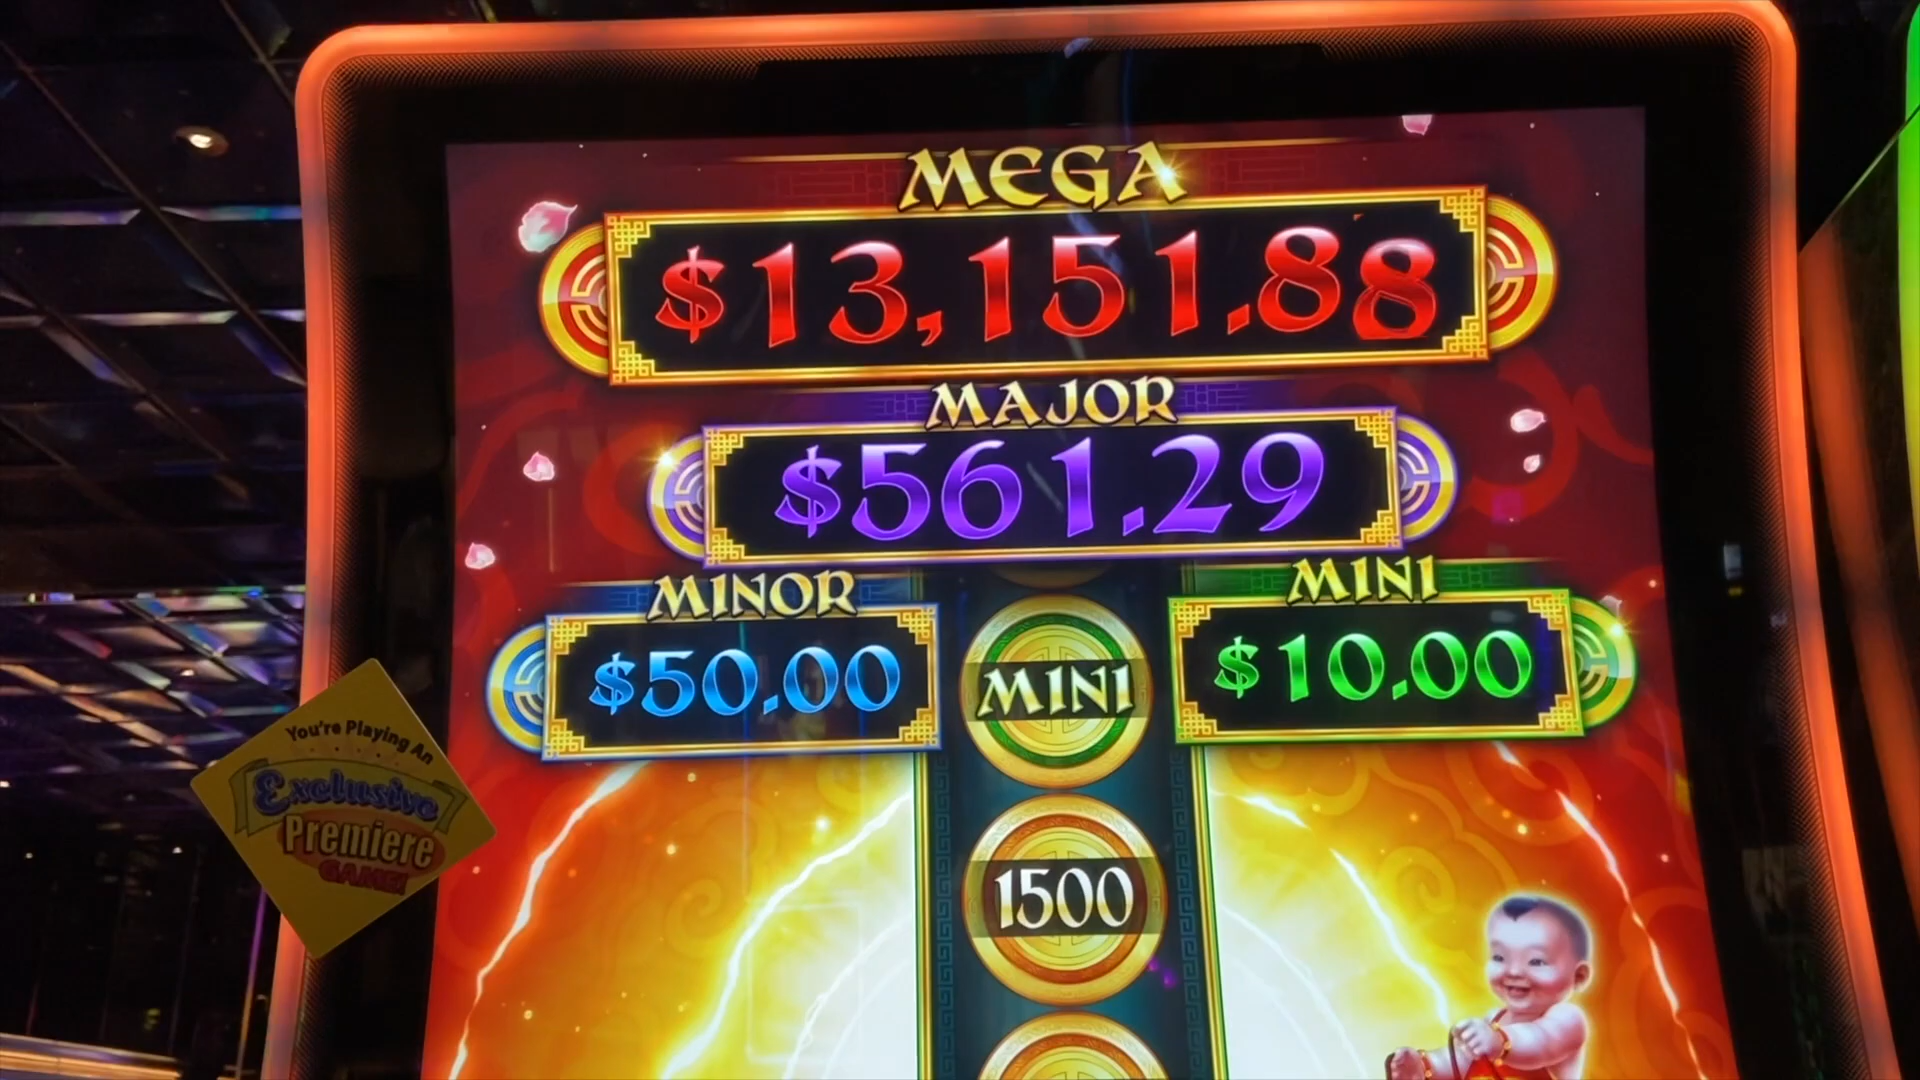 MEGA
$13,151.88
MAJOR
$561.29
MINOR
$50.00
MINI
$10.00
MINI
1500
You're Playing An
Exclusive
Premiere
GAME!